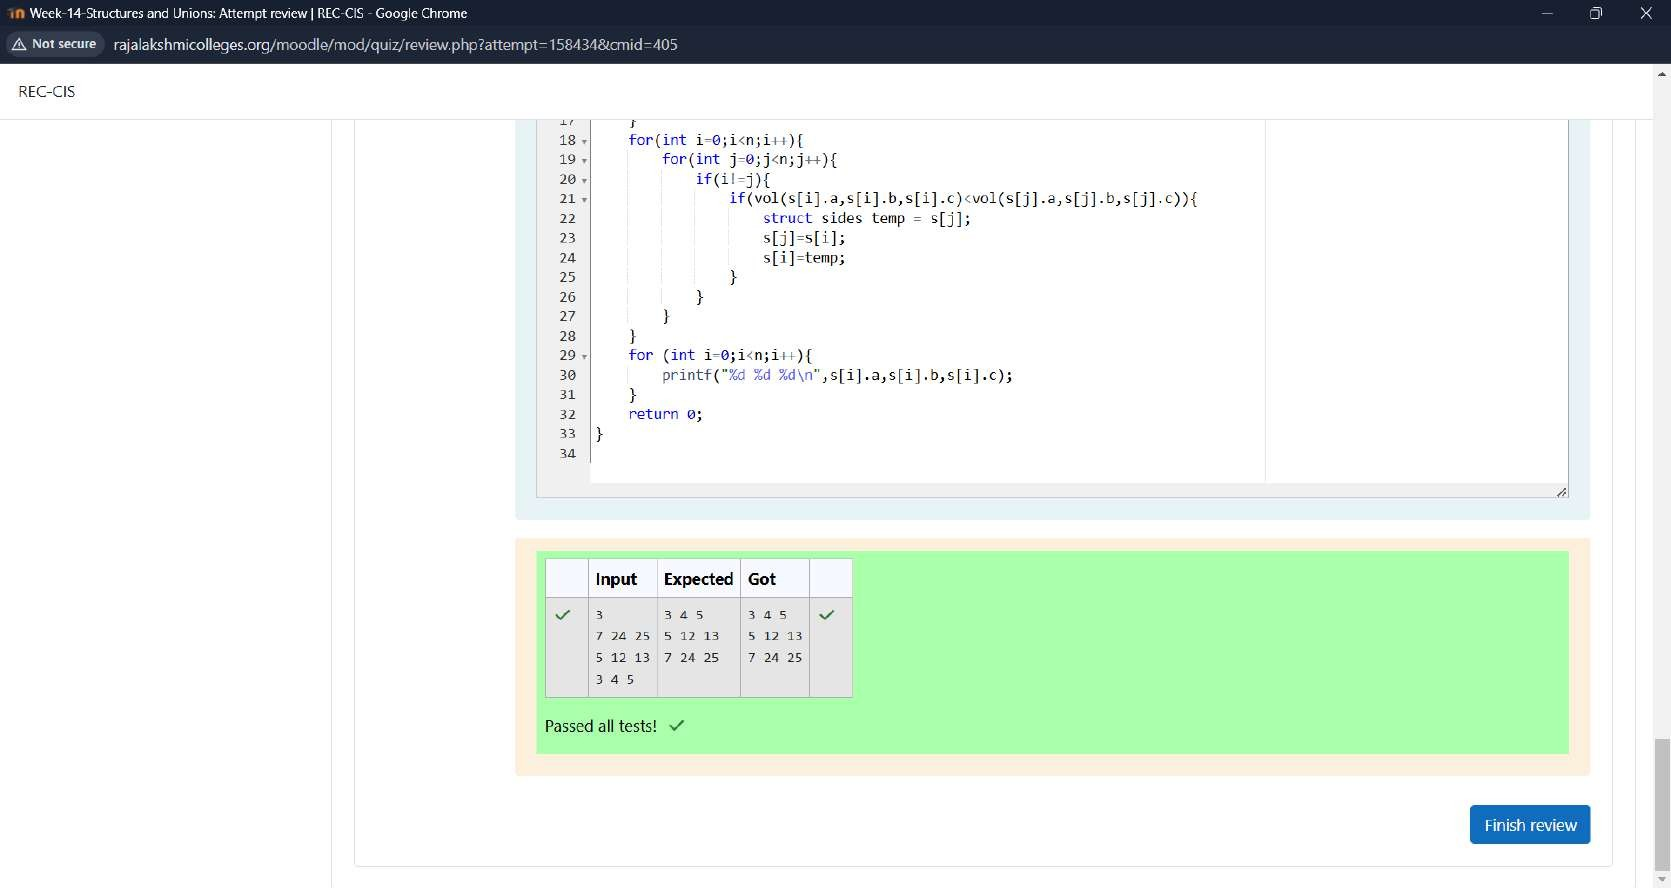 Week-14-Structures and Unions: Attempt review | REC-CIS - Google Chrome
Not secure rajalakshmicolleges.org/moodle/mod/quiz/review.php?attempt=158434&cmid=405
REC-CIS
17 }
18 for(int i=0;i<n;i++){
19 for(int j=0;j<n;j++){
20 if(i!=j){
21 if(vol(s[i].a,s[i].b,s[i].c)<vol(s[j].a,s[j].b,s[j].c)){
22 struct sides temp = s[j];
23 s[j]=s[i];
24 s[i]=temp;
25 }
26 }
27 }
28 }
29 for (int i=0;i<n;i++){
30 printf("%d %d %d\n",s[i].a,s[i].b,s[i].c);
31 }
32 return 0;
33 }
34
Input Expected Got
3 3 4 5 3 4 5
7 24 25 5 12 13 5 12 13
5 12 13 7 24 25 7 24 25
3 4 5
Passed all tests!
Finish review